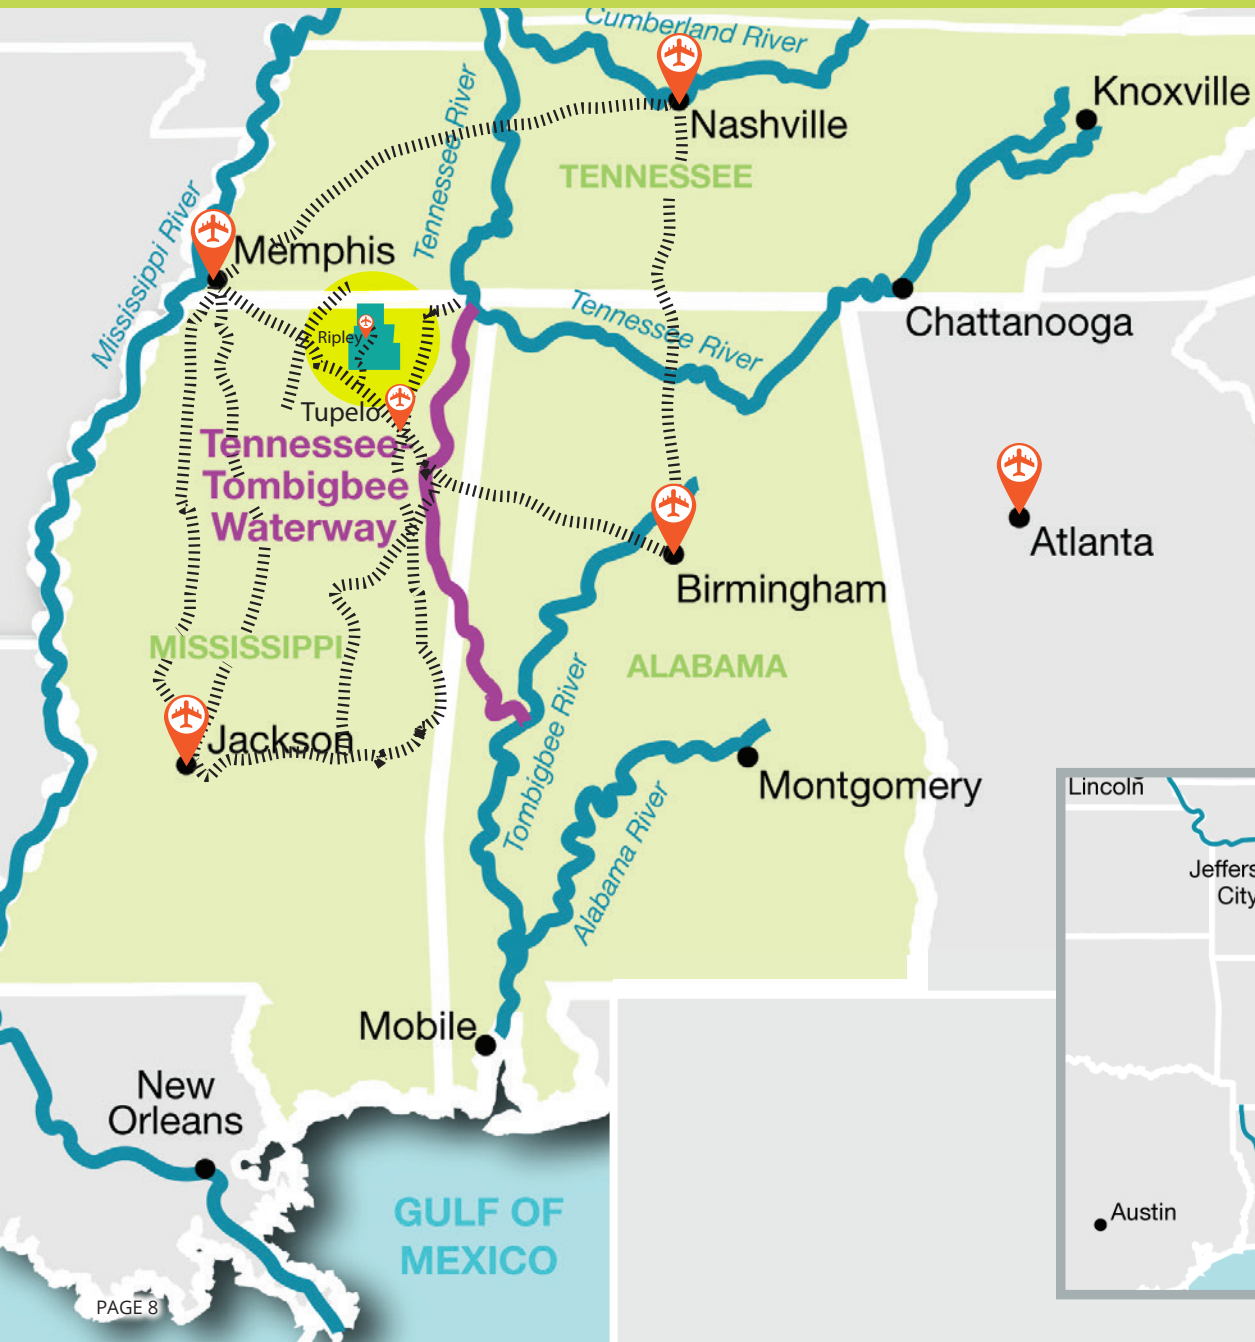 Cumberland River
Knoxville
Nashville
TENNESSEE
Tennessee River
Mississippi River
Memphis
Tennessee River
Chattanooga
Ripley
Tupelo
Tennessee-
Tombigbee
Waterway
Atlanta
Birmingham
MISSISSIPPI
ALABAMA
Jackson
Tombigbee River
Montgomery
Alabama River
Lincoln
Jeffers
City
Mobile
New
Orleans
GULF OF
MEXICO
Austin
PAGE 8